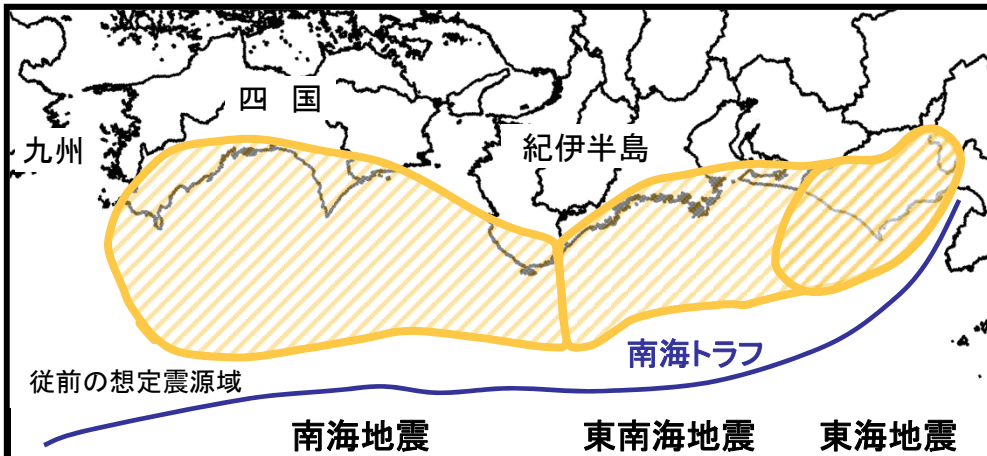 四 国
九州
紀伊半島
南海トラフ
従前の想定震源域
南海地震
東南海地震
東海地震